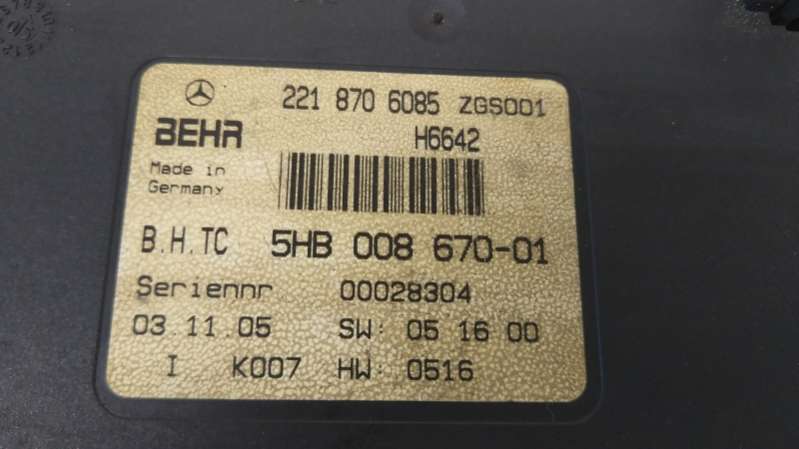 221 870 6085 ZGS001
BEHR H6642
Made in
Germany
B.H.TC 5HB 008 670-01
Seriennr 00028304
03.11.05 SW: 05 16 00
I K007 HW: 0516